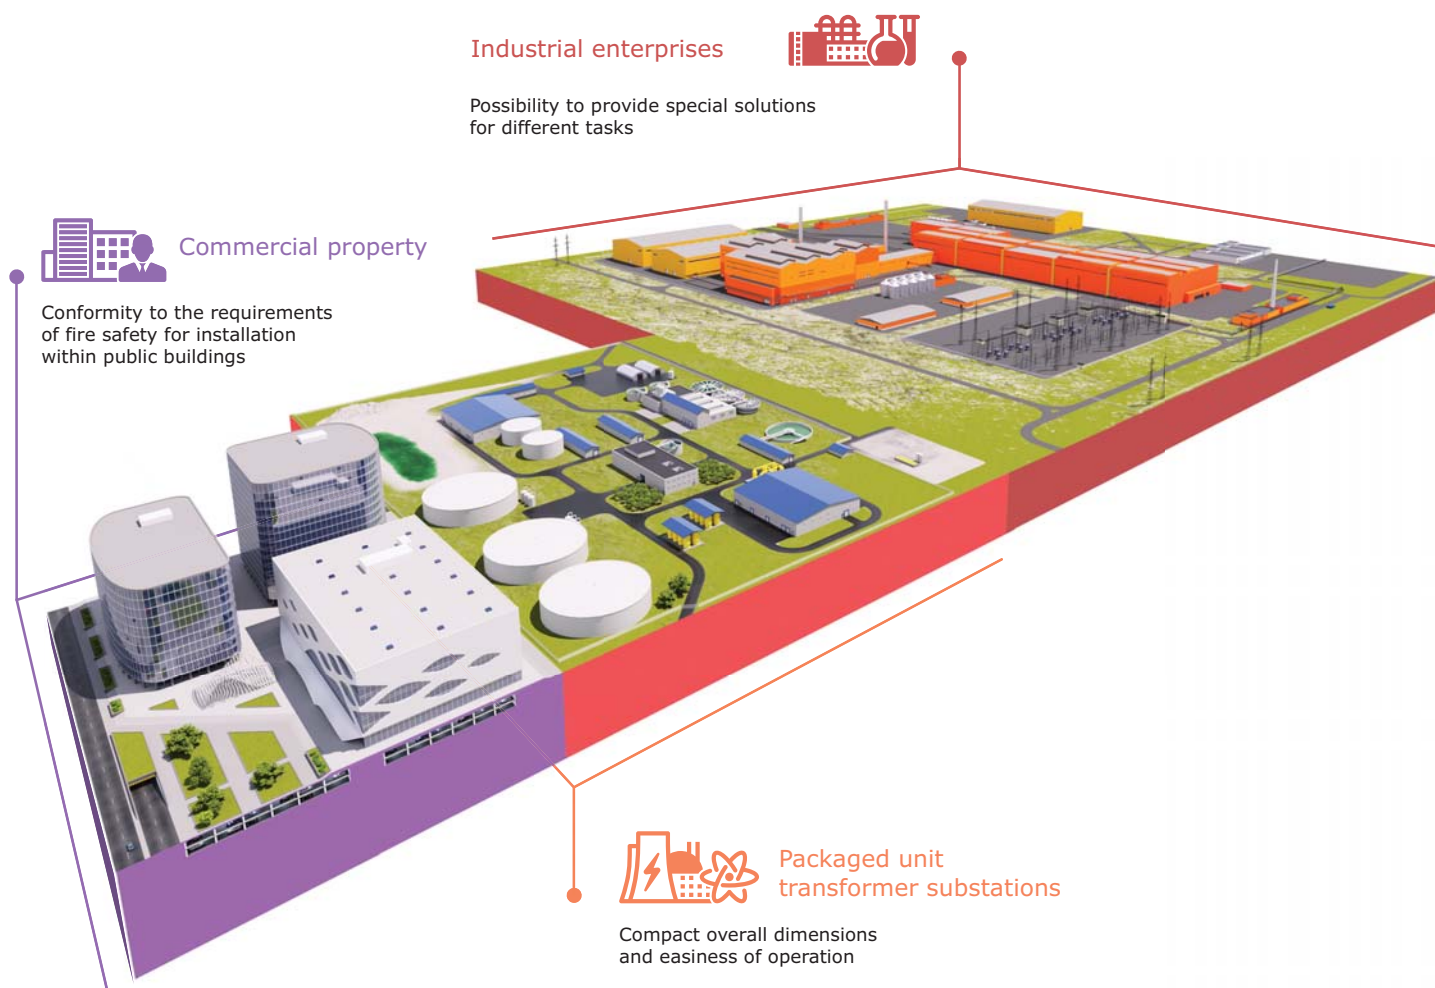 Industrial enterprises
Possibility to provide special solutions
for different tasks
Commercial property
Conformity to the requirements
of fire safety for installation
within public buildings
Packaged unit
transformer substations
Compact overall dimensions
and easiness of operation